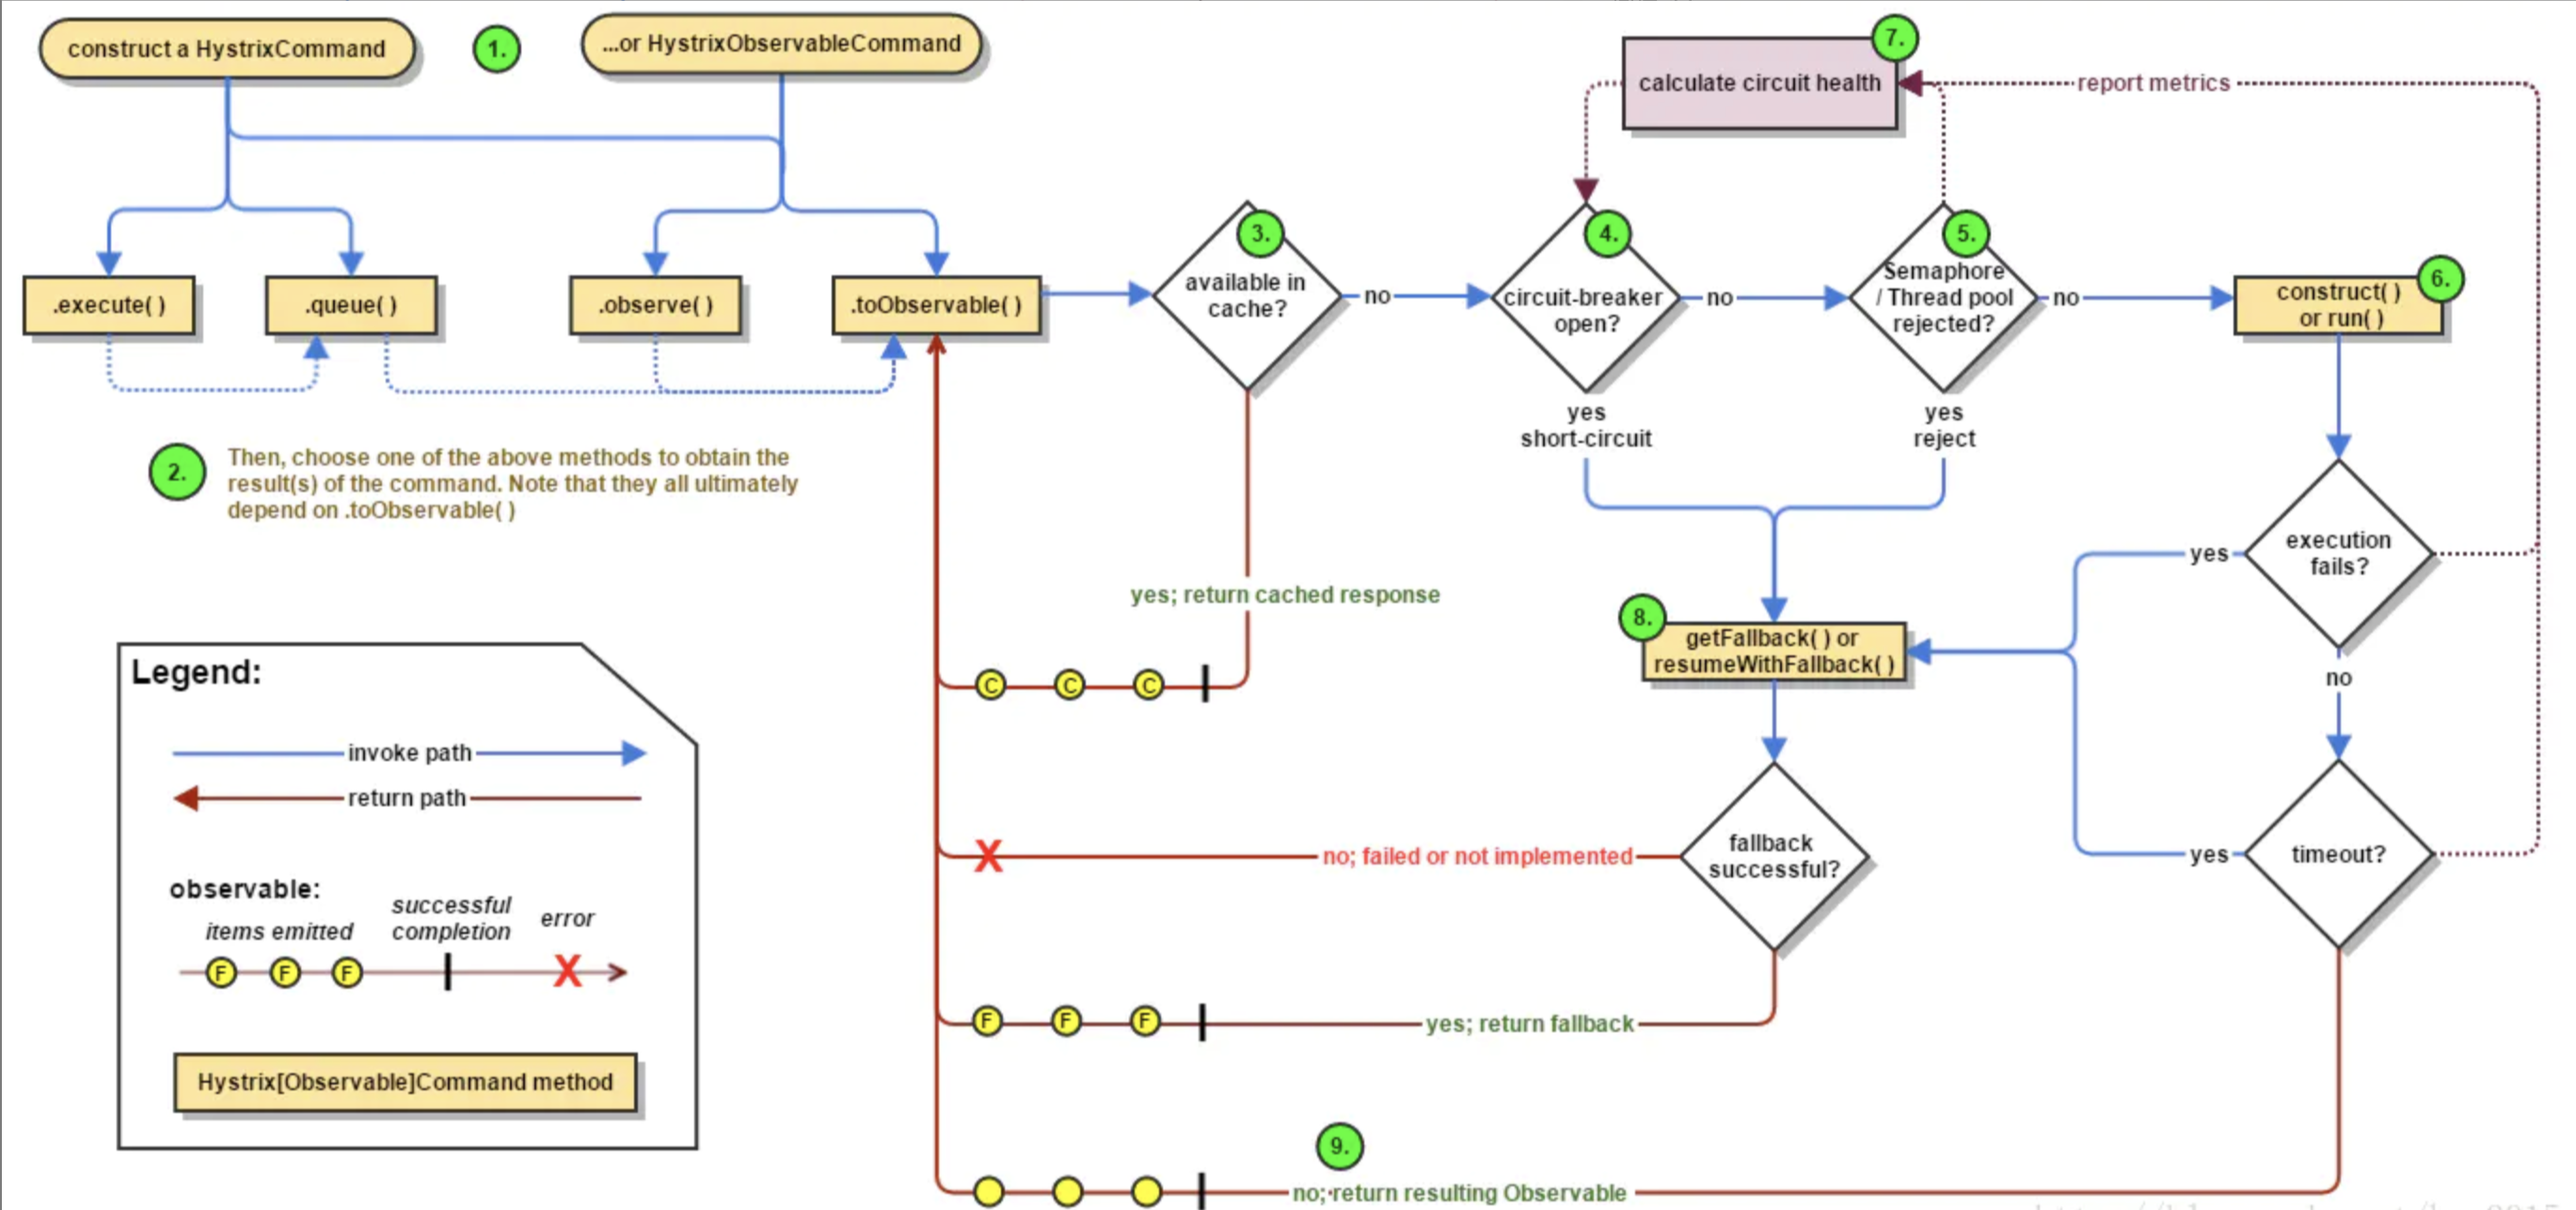 construct a HystrixCommand
1.
...or HystrixObservableCommand
7.
calculate circuit health
report metrics
.execute( )
.queue( )
.observe( )
.toObservable( )
3.
available in
cache?
no
4.
circuit-breaker
open?
no
5.
Semaphore
/ Thread pool
rejected?
no
6.
construct( )
or run( )
yes
short-circuit
yes
reject
2.
Then, choose one of the above methods to obtain the
result(s) of the command. Note that they all ultimately
depend on .toObservable( )
yes; return cached response
C C C
execution
fails?
yes
no
8.
getFallback( ) or
resumeWithFallback( )
timeout?
yes
fallback
successful?
no; failed or not implemented
X
F F F
yes; return fallback
9.
no; return resulting Observable
Legend:
invoke path
return path
observable:
items emitted
successful
completion
error
F F F
X
Hystrix[Observable]Command method